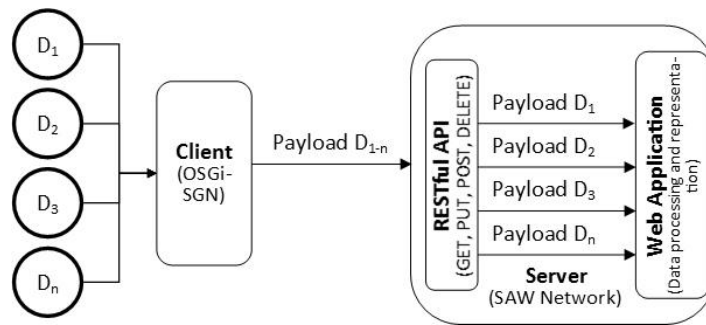 D1
D2
D3
Dn
Client
(OSGi-
SGN)
Payload D1-n
RESTful API
(GET, PUT, POST, DELETE)
Payload D1
Payload D2
Payload D3
Payload Dn
Server
(SAW Network)
Web Application
(Data processing and representa-
tion)